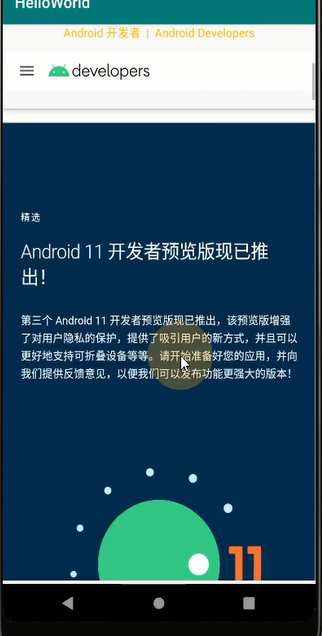 HelloWorld
Android 开发者 | Android Developers
developers
精选
Android 11 开发者预览版现已推
出！
第三个 Android 11 开发者预览版现已推出，该预览版增强
了对用户隐私的保护，提供了吸引用户的新方式，并且可以
更好地支持可折叠设备等等。请开始准备好您的应用，并向
我们提供反馈意见，以便我们可以发布功能更强大的版本！
11